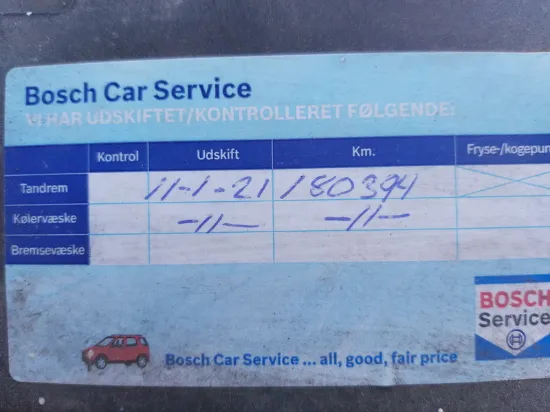 Bosch Car Service
VI HAR UDSKIFTET/KONTROLLERET FØLGENDE:
Kontrol Udskift Km. Fryse-/kogepun
Tandrem 11-1-21 180394
Kølervæske -11- -11-
Bremsevæske
BOSCH
Service
Bosch Car Service ... all, good, fair price